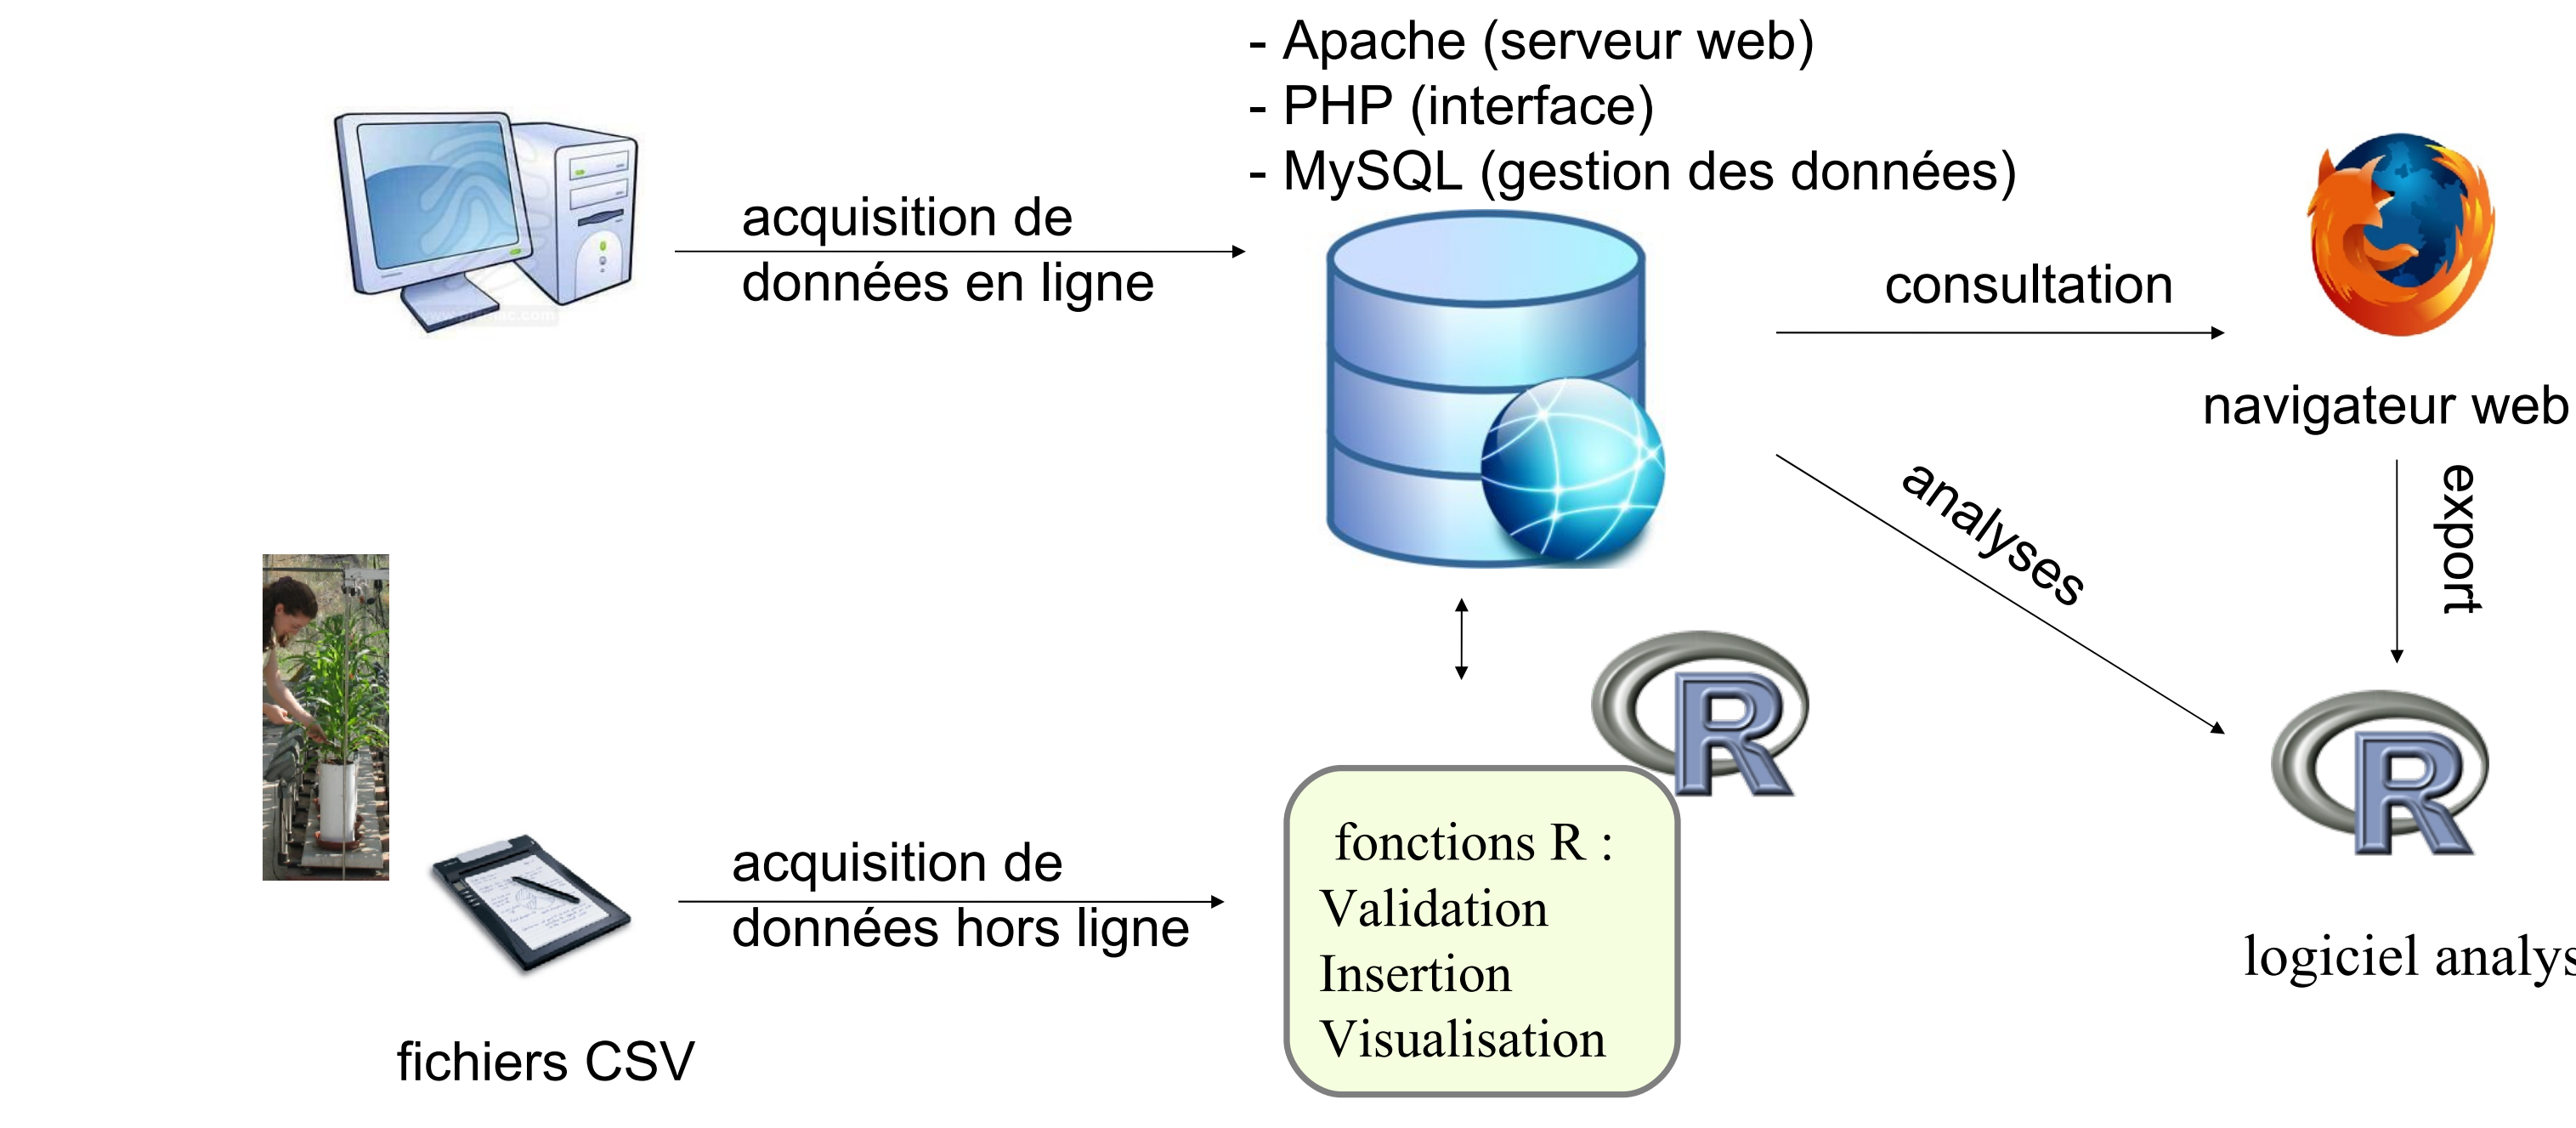 - Apache (serveur web)
- PHP (interface)
- MySQL (gestion des données)
acquisition de
données en ligne
consultation
navigateur web
analyses
export
R
R
fonctions R :
Validation
Insertion
Visualisation
acquisition de
données hors ligne
fichiers CSV
logiciel